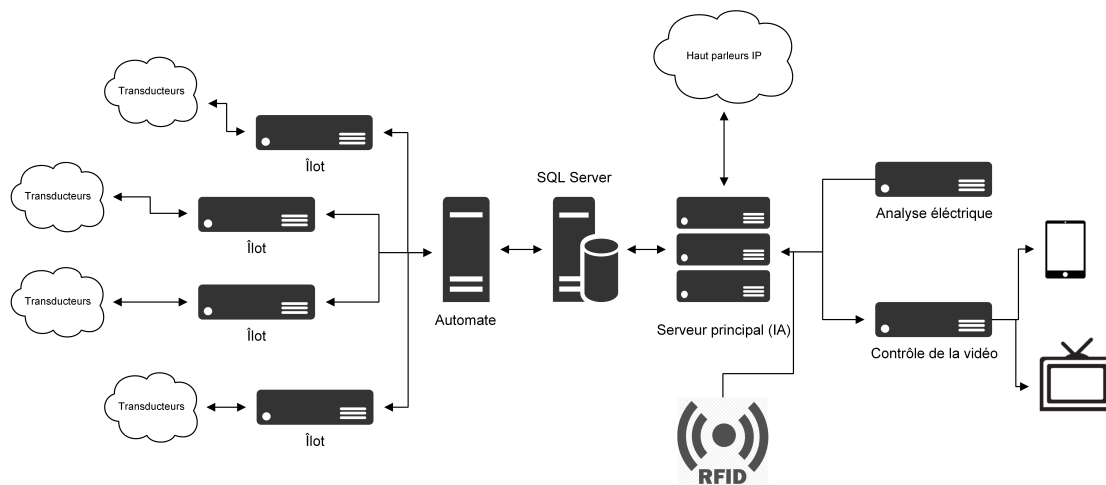 Haut parleurs IP
Transducteurs
Îlot
SQL Server
Transducteurs
Îlot
Analyse éléctrique
Transducteurs
Îlot
Automate
Serveur principal (IA)
Contrôle de la vidéo
Transducteurs
Îlot
RFID